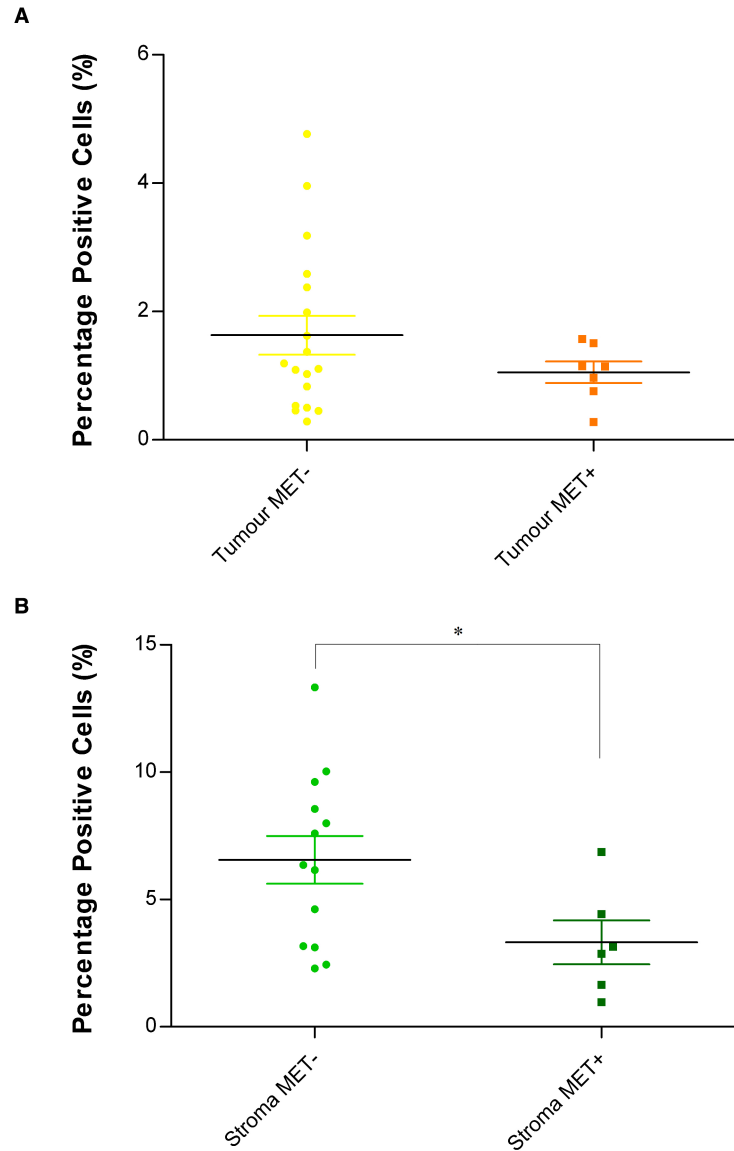 A
Percentage Positive Cells (%)
6
4
2
0
Tumour MET-
Tumour MET+
B
Percentage Positive Cells (%)
15
*
10
5
0
Stroma MET-
Stroma MET+